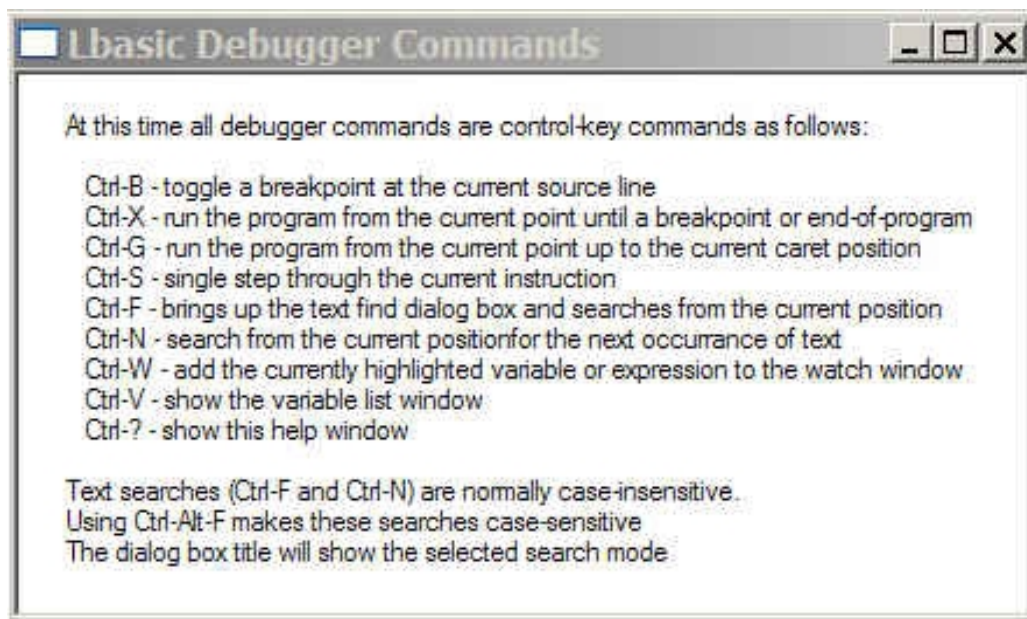 Lbasic Debugger Commands
At this time all debugger commands are control-key commands as follows:
Ctrl-B - toggle a breakpoint at the current source line
Ctrl-X - run the program from the current point until a breakpoint or end-of-program
Ctrl-G - run the program from the current point up to the current caret position
Ctrl-S - single step through the current instruction
Ctrl-F - brings up the text find dialog box and searches from the current position
Ctrl-N - search from the current positionfor the next occurrance of text
Ctrl-W - add the currently highlighted variable or expression to the watch window
Ctrl-V - show the variable list window
Ctrl-? - show this help window
Text searches (Ctrl-F and Ctrl-N) are normally case-insensitive.
Using Ctrl-Alt-F makes these searches case-sensitive
The dialog box title will show the selected search mode